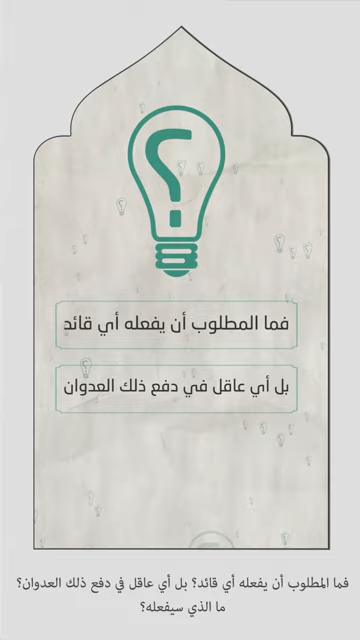 فما المطلوب أن يفعله أي قائد
بل أي عاقل في دفع ذلك العدوان
فما المطلوب أن يفعله أي قائد؟ بل أي عاقل في دفع ذلك العدوان؟
ما الذي سيفعله؟